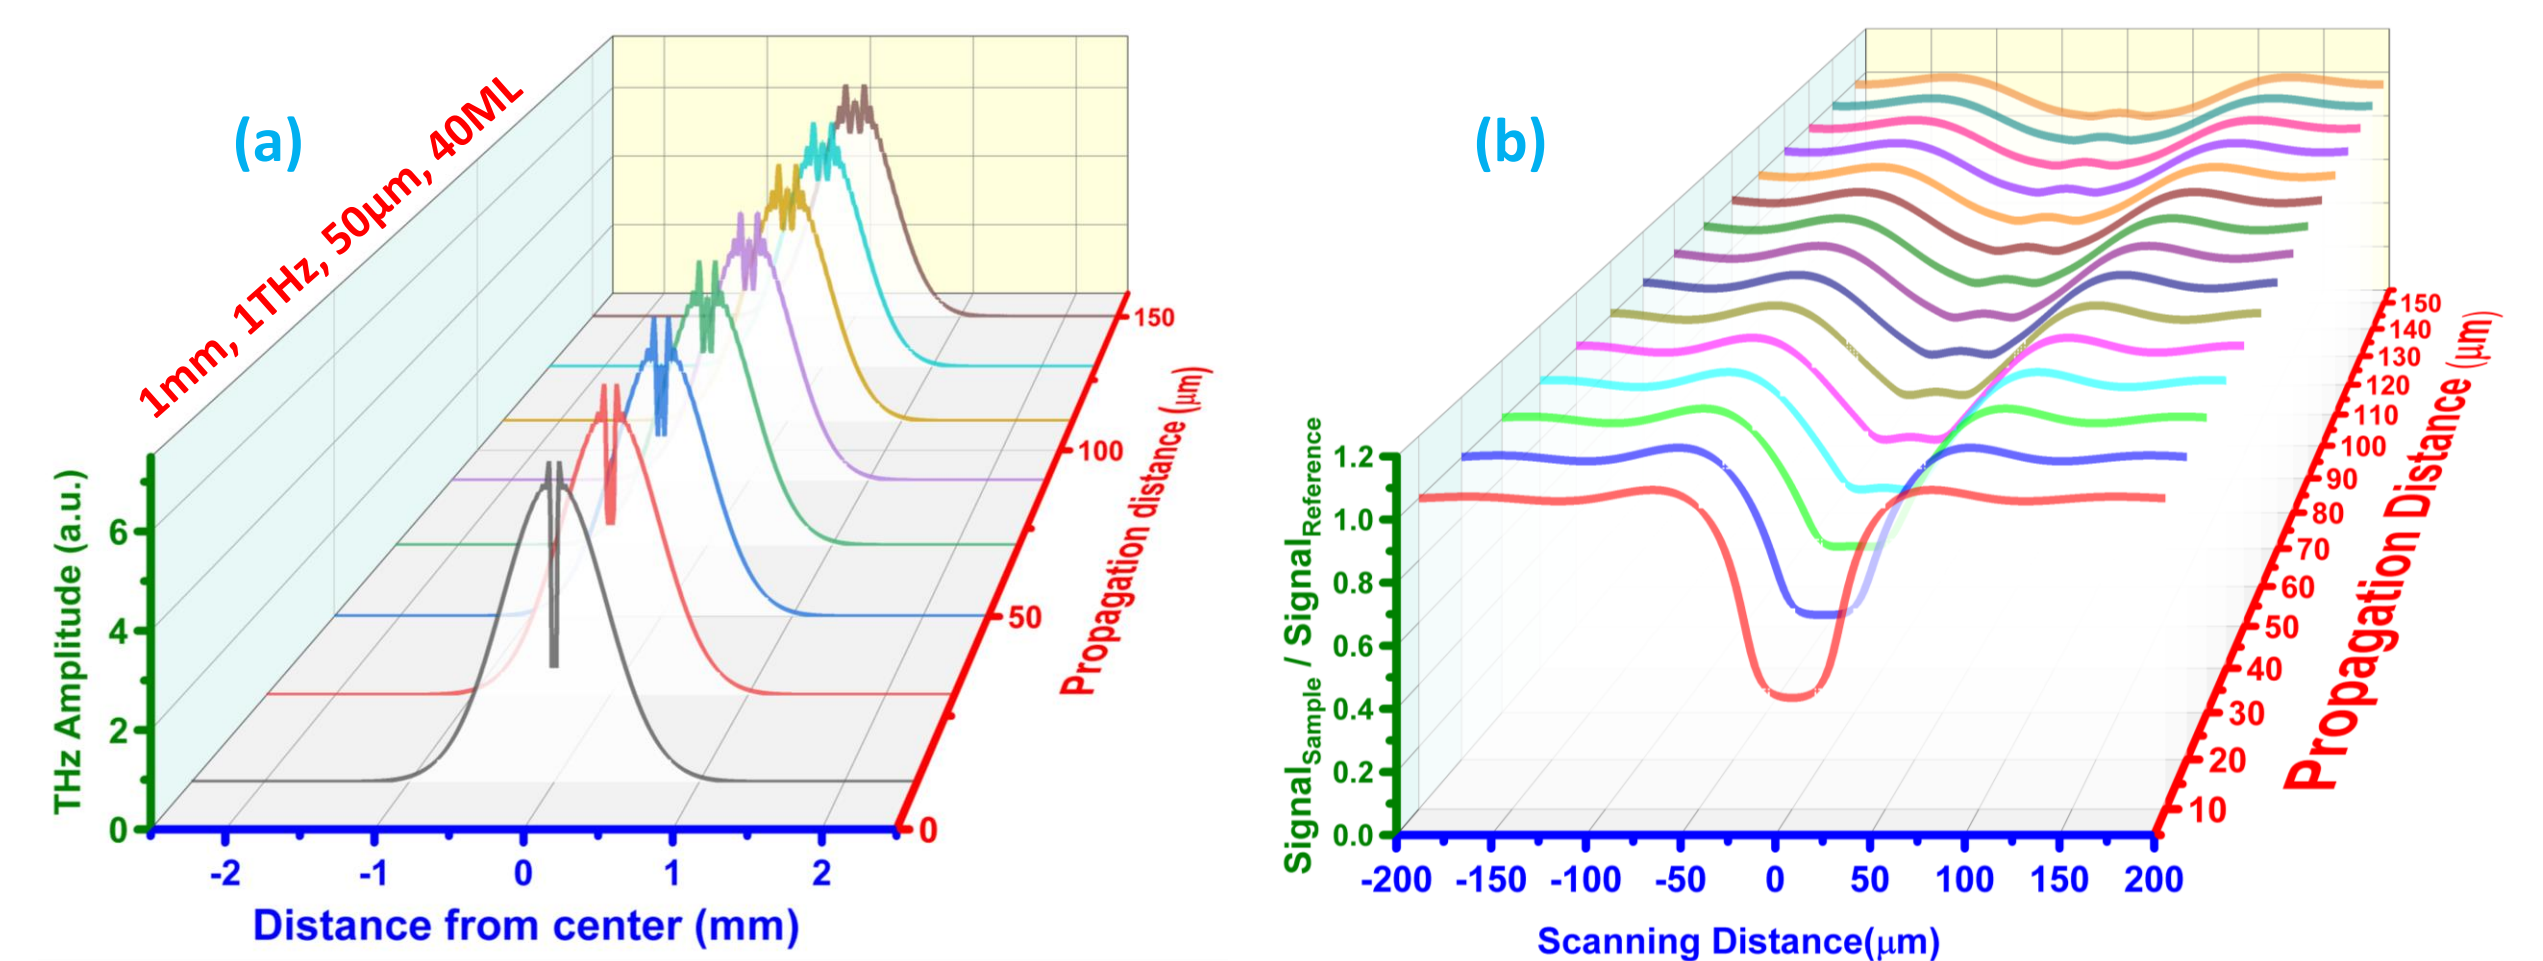 (a)
1mm, 1THz, 50μm, 40ML
THz Amplitude (a.u.)
6
4
2
0
-2 -1 0 1 2
Distance from center (mm)
150
100
50
0
Propagation distance (μm)
(b)
SignalSample / SignalReference
1.2
1.0
0.8
0.6
0.4
0.2
0.0
-200 -150 -100 -50 0 50 100 150 200
Scanning Distance(μm)
150
140
130
120
110
100
90
80
70
60
50
40
30
20
10
Propagation Distance (μm)